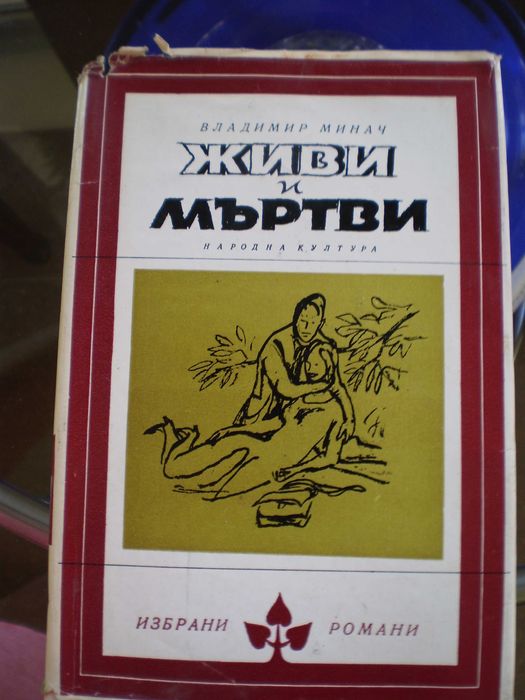 ВЛАДИМИР МИНАЧ
ЖИВИ
и
МЪРТВИ
НАРОДНА КУЛТУРА
ИЗБРАНИ РОМАНИ